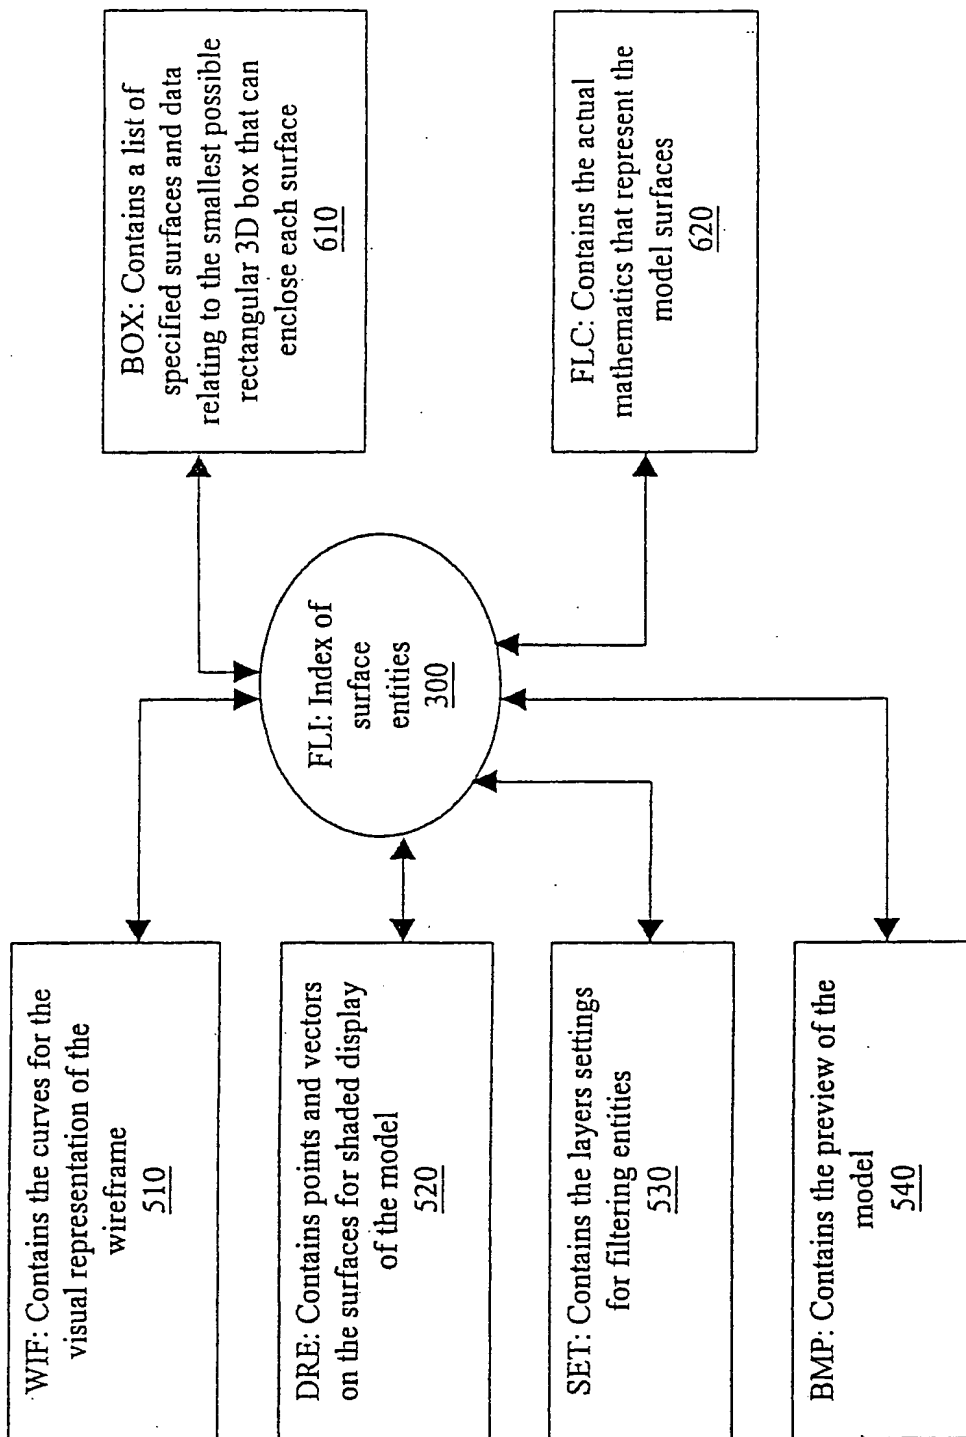 WIF: Contains the curves for the
visual representation of the
wireframe
510
DRE: Contains points and vectors
on the surfaces for shaded display
of the model
520
SET: Contains the layers settings
for filtering entities
530
BMP: Contains the preview of the
model
540
FLI: Index of
surface
entities
300
BOX: Contains a list of
specified surfaces and data
relating to the smallest possible
rectangular 3D box that can
enclose each surface
610
FLC: Contains the actual
mathematics that represent the
model surfaces
620